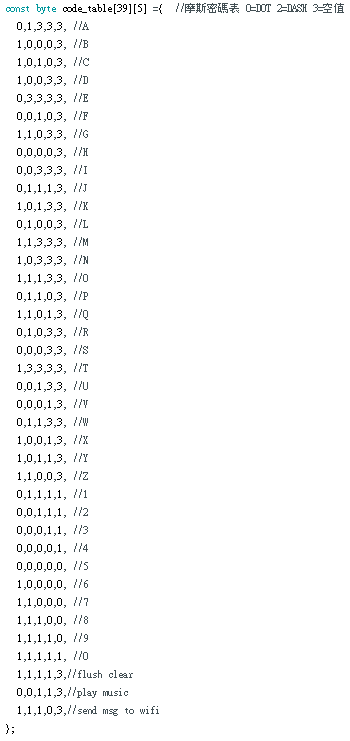 const byte code_table[39][5] ={  //摩斯密碼表 0=DOT 2=DASH 3=空值
0,1,3,3,3, //A
1,0,0,0,3, //B
1,0,1,0,3, //C
1,0,0,3,3, //D
0,3,3,3,3, //E
0,0,1,0,3, //F
1,1,0,3,3, //G
0,0,0,0,3, //H
0,0,3,3,3, //I
0,1,1,1,3, //J
1,0,1,3,3, //K
0,1,0,0,3, //L
1,1,3,3,3, //M
1,0,3,3,3, //N
1,1,1,3,3, //O
0,1,1,0,3, //P
1,1,0,1,3, //Q
0,1,0,3,3, //R
0,0,0,3,3, //S
1,3,3,3,3, //T
0,0,1,3,3, //U
0,0,0,1,3, //V
0,1,1,3,3, //W
1,0,0,1,3, //X
1,0,1,1,3, //Y
1,1,0,0,3, //Z
0,1,1,1,1, //1
0,0,1,1,1, //2
0,0,0,1,1, //3
0,0,0,0,1, //4
0,0,0,0,0, //5
1,0,0,0,0, //6
1,1,0,0,0, //7
1,1,1,0,0, //8
1,1,1,1,0, //9
1,1,1,1,1, //0
1,1,1,1,3,//flush clear
0,0,1,1,3,//play music
1,1,1,0,3,//send msg to wifi
};